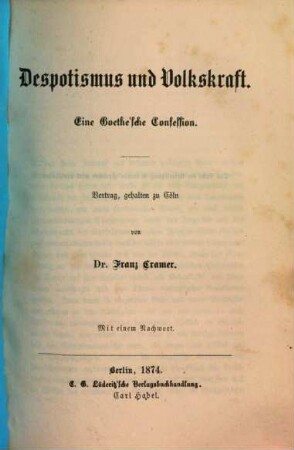 Despotismus und Volkskraft.
Eine Goethe'sche Confession.
Vortrag, gehalten zu Cöln
von
Dr. Franz Cramer.
Mit einem Nachwort.
Berlin, 1874.
C. G. Lüderitz'sche Verlagsbuchhandlung.
Carl Habel.